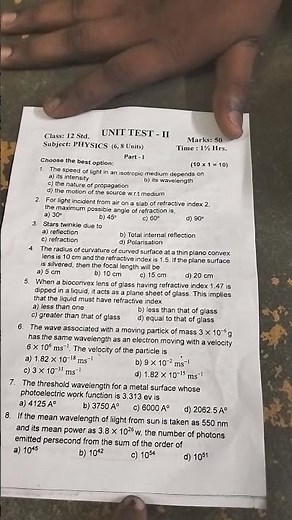 UNIT TEST - II
Class: 12 Std. Marks: 50
Subject: PHYSICS (6, 8 Units) Time : 1½ Hrs.
Part - I
Choose the best option: (10 x 1 = 10)
1. The speed of light in an isotropic medium depends on
a) its intensity b) its wavelength
c) the nature of propagation
d) the motion of the source w.r.t medium
2. For light incident from air on a slab of refractive index 2,
the maximum possible angle of refraction is,
a) 30° b) 45° c) 60° d) 90°
3. Stars twinkle due to
a) reflection b) Total internal reflection
c) refraction d) Polarisation
4. The radius of curvature of curved surface at a thin plano convex
lens is 10 cm and the refractive index is 1.5. If the plane surface
is silvered, then the focal length will be
a) 5 cm b) 10 cm c) 15 cm d) 20 cm
5. When a bioconvex lens of glass having refractive index 1.47 is
dipped in a liquid, it acts as a plane sheet of glass. This implies
that the liquid must have refractive index
a) less than one b) less than that of glass
c) greater than that of glass d) equal to that of glass
6. The wave associated with a moving partick of mass 3 × 10⁻⁶ g
has the same wavelength as an electron moving with a velocity
6 × 10⁶ ms⁻¹. The velocity of the particle is
a) 1.82 × 10⁻¹⁸ ms⁻¹ b) 9 × 10⁻² ms⁻¹
c) 3 × 10⁻³¹ ms⁻¹ d) 1.82 × 10⁻¹⁵ ms⁻¹
7. The threshold wavelength for a metal surface whose
photoelectric work function is 3.313 ev is
a) 4125 A⁰ b) 3750 A⁰ c) 6000 A⁰ d) 2062.5 A⁰
8. If the mean wavelength of light from sun is taken as 550 nm
and its mean power as 3.8 × 10²⁶ w, the number of photons
emitted persecond from the sum of the order of
a) 10⁴⁵ b) 10⁴² c) 10⁵⁴ d) 10⁵¹